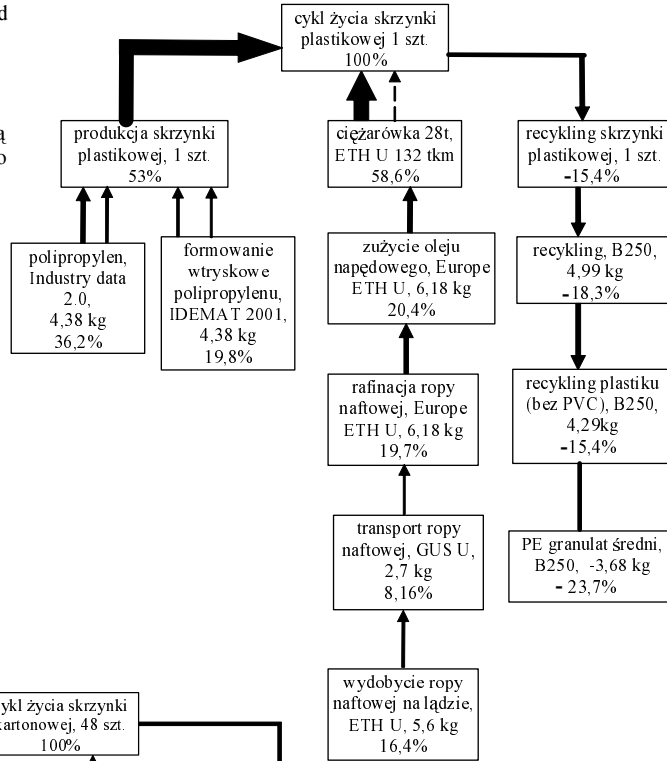 cykl życia skrzynki
plastikowej 1 szt.
100%
produkcja skrzynki
plastikowej, 1 szt.
53%
ciężarówka 28t,
ETH U 132 tkm
58,6%
recykling skrzynki
plastikowej, 1 szt.
-15,4%
polipropylen,
Industry data
2.0,
4,38 kg
36,2%
formowanie
wtryskowe
polipropylenu,
IDEMAT 2001,
4,38 kg
19,8%
zużycie oleju
napędowego, Europe
ETH U, 6,18 kg
20,4%
recykling, B250,
4,99 kg
-18,3%
rafinacja ropy
naftowej, Europe
ETH U, 6,18 kg
19,7%
recykling plastiku
(bez PVC), B250,
4,29kg
-15,4%
transport ropy
naftowej, GUS U,
2,7 kg
8,16%
PE granulat średni,
B250, -3,68 kg
- 23,7%
wydobycie ropy
naftowej na lądzie,
ETH U, 5,6 kg
16,4%
ykl życia skrzynki
kartonowej, 48 szt.
100%